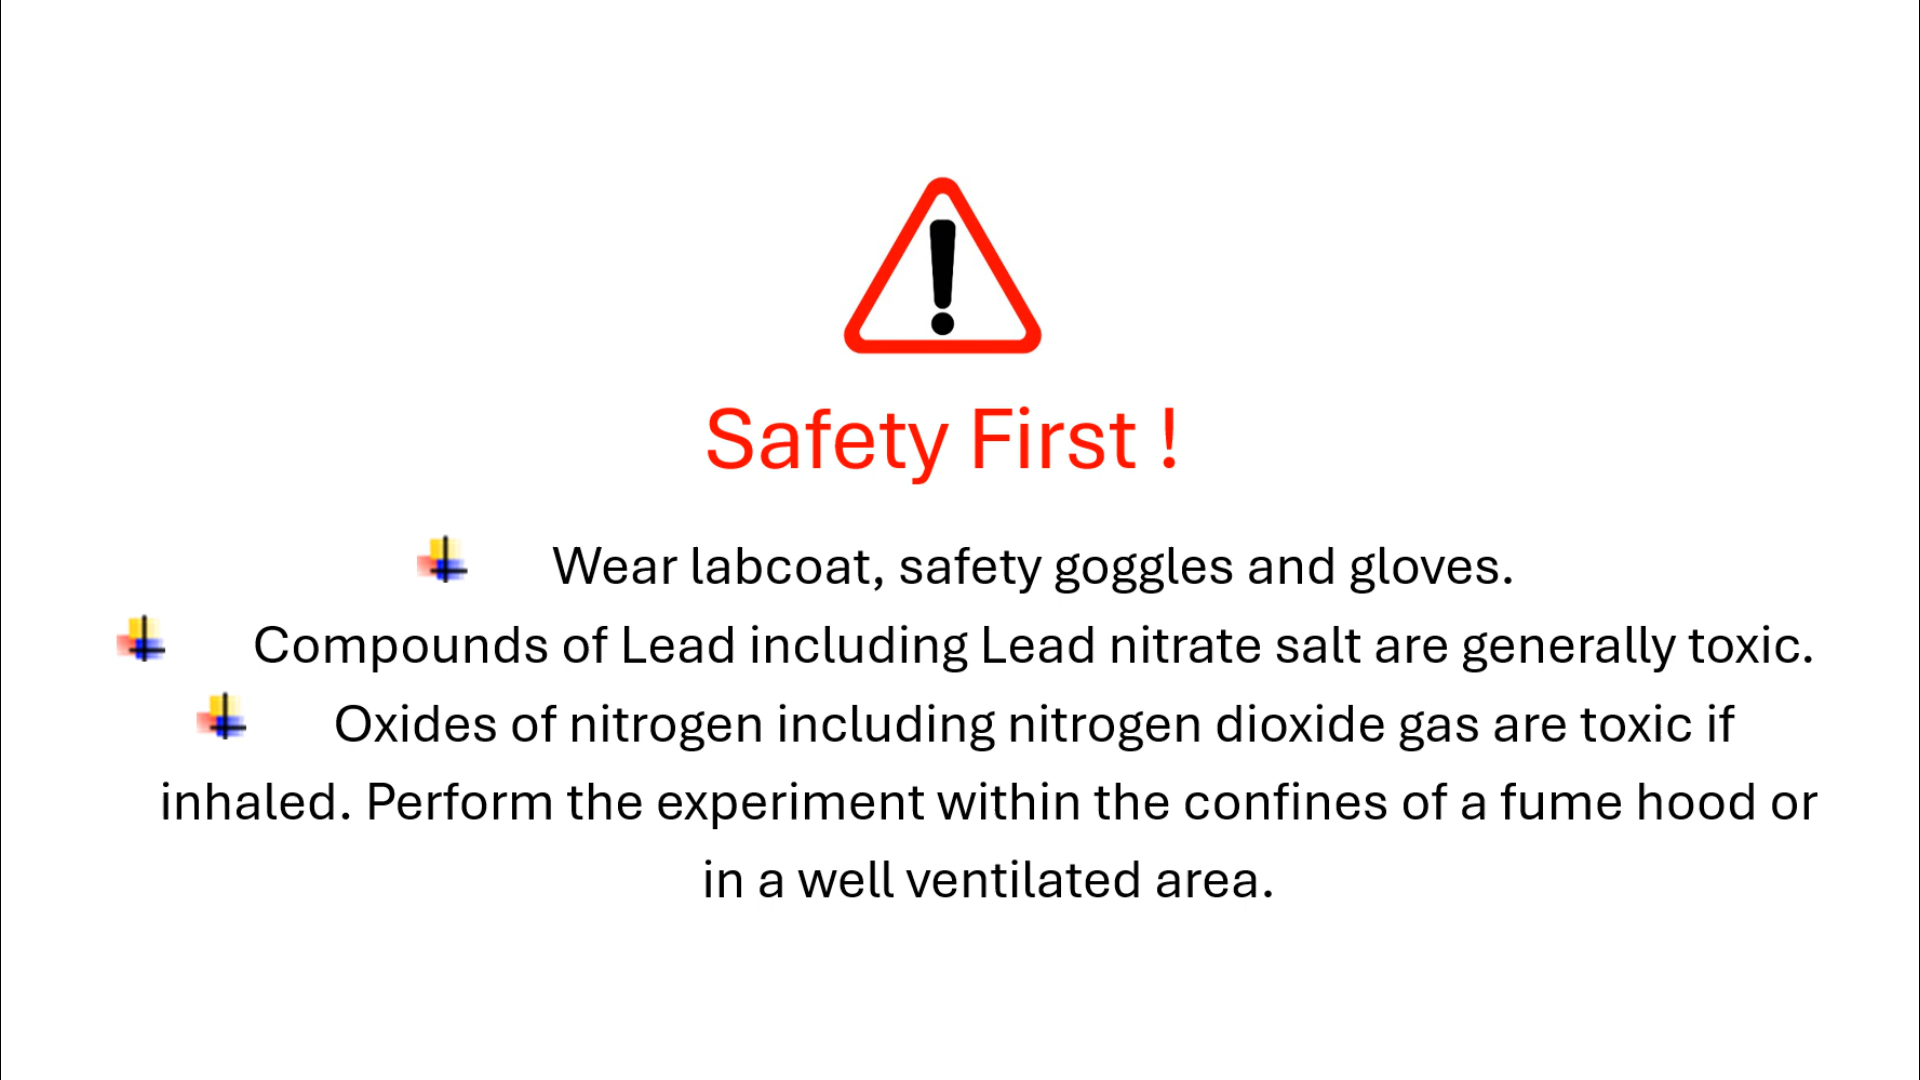 Safety First !
Wear labcoat, safety goggles and gloves.
Compounds of Lead including Lead nitrate salt are generally toxic.
Oxides of nitrogen including nitrogen dioxide gas are toxic if
inhaled. Perform the experiment within the confines of a fume hood or
in a well ventilated area.